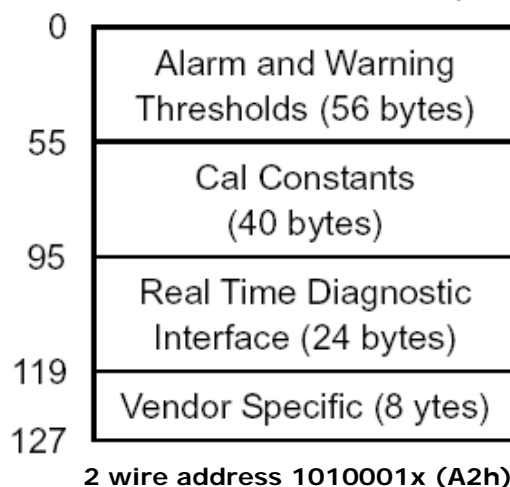 0
Alarm and Warning
Thresholds (56 bytes)
55
Cal Constants
(40 bytes)
95
Real Time Diagnostic
Interface (24 bytes)
119
Vendor Specific (8 ytes)
127
2 wire address 1010001x (A2h)